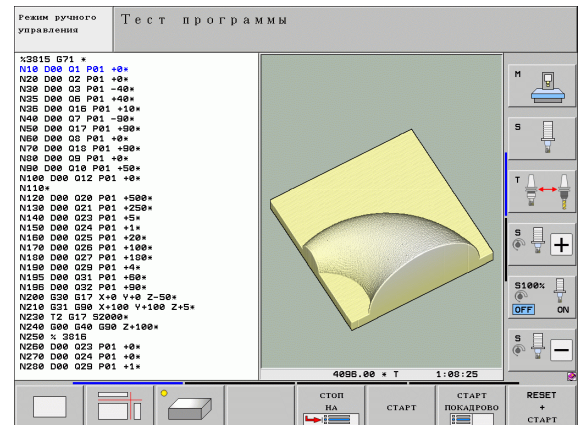 Режим ручного
управления
Тест программы
%3815 G71 *
N10 D00 Q1 P01 +0*
N20 D00 Q2 P01 +0*
N30 D00 Q3 P01 -40*
N35 D00 Q6 P01 +40*
N36 D00 Q16 P01 +10*
N40 D00 Q7 P01 -90*
N50 D00 Q17 P01 +90*
N60 D00 Q8 P01 +0*
N70 D00 Q18 P01 +90*
N80 D00 Q9 P01 +0*
N90 D00 Q10 P01 +50*
N100 D00 Q12 P01 +0*
N110*
N120 D00 Q20 P01 +500*
N130 D00 Q21 P01 +250*
N140 D00 Q23 P01 +5*
N150 D00 Q24 P01 +1*
N160 D00 Q25 P01 +20*
N170 D00 Q26 P01 +100*
N180 D00 Q27 P01 +180*
N190 D00 Q29 P01 +4*
N195 D00 Q31 P01 +60*
N196 D00 Q32 P01 +90*
N200 G30 G17 X+0 Y+0 Z-50*
N210 G31 G90 X+100 Y+100 Z+5*
N230 T2 G17 S2000*
N240 G00 G40 G90 Z+100*
N250 % 3816
N260 D00 Q23 P01 +0*
N270 D00 Q24 P01 +0*
N280 D00 Q29 P01 +1*
4096.00 * T 1:08:25
M
S
T
S
S100%
OFF ON
S
СТОП
НА
СТАРТ
СТАРТ
ПОКАДРОВО
RESET
+
СТАРТ